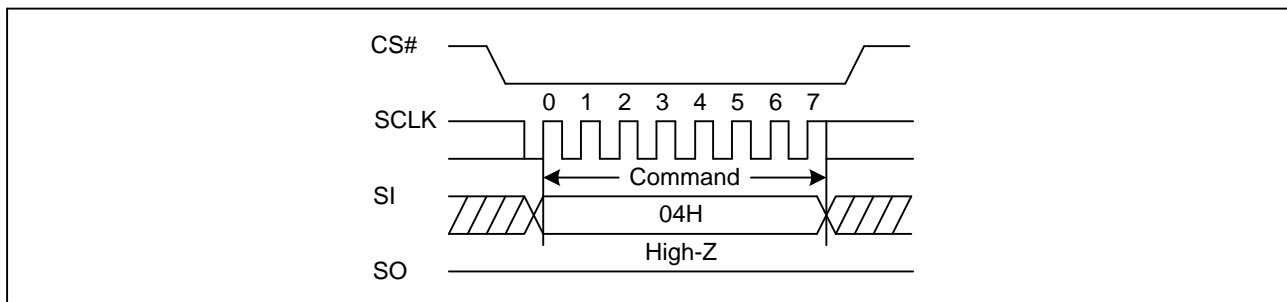 CS#
0 1 2 3 4 5 6 7
SCLK
Command
SI
04H
High-Z
SO